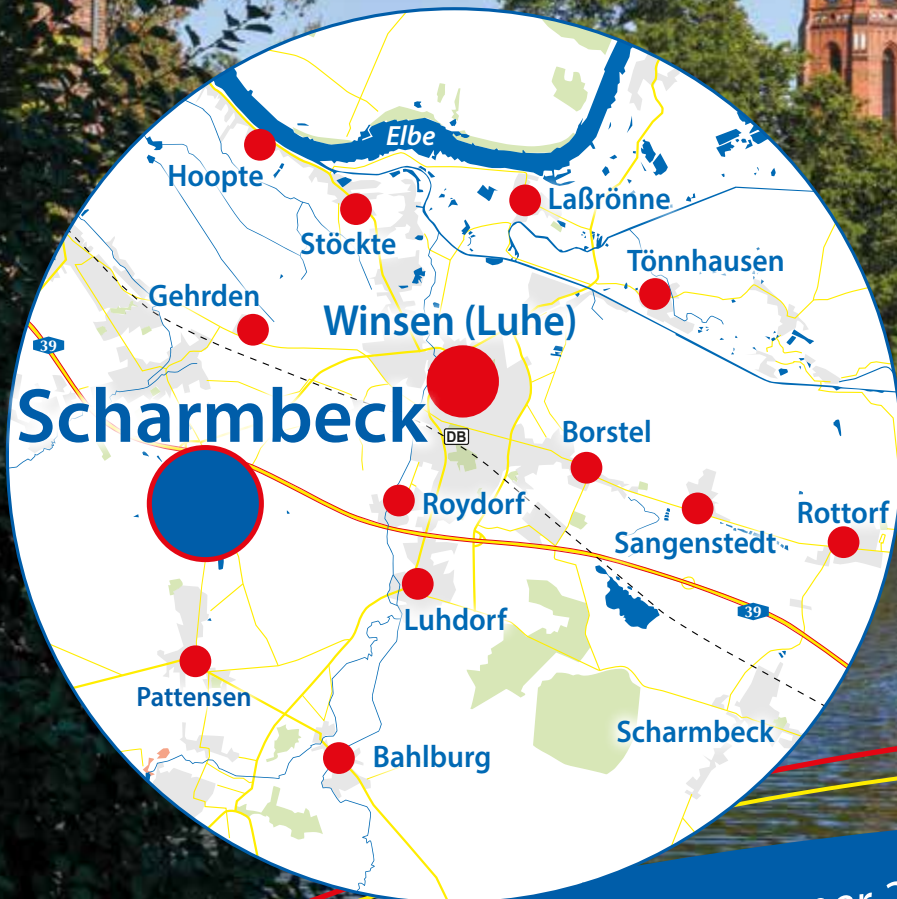 Elbe
Hoopte
Laßrönne
Stöckte
Tönnhausen
Gehrden
Winsen (Luhe)
39
Scharmbeck
DB
Borstel
Roydorf
Rottorf
Sangenstedt
39
Luhdorf
Pattensen
Scharmbeck
Bahlburg